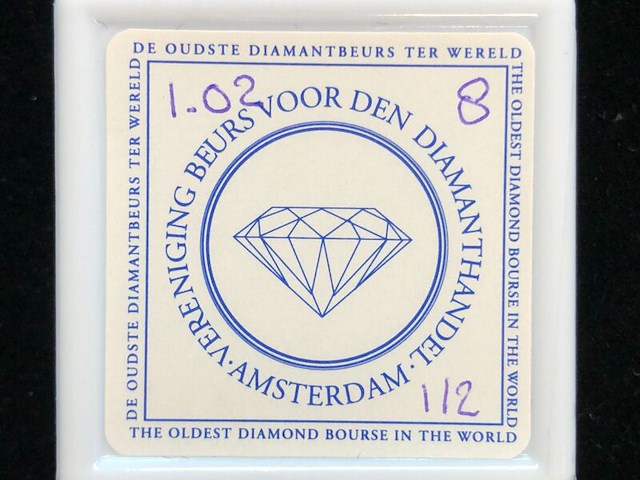 DE OUDSTE DIAMANTBEURS TER WERELD
THE OLDEST DIAMOND BOURSE IN THE WORLD
DE OUDSTE DIAMANTBEURS TER WERELD
1.02
8
VERENIGING BEURS VOOR DEN DIAMANTHANDEL
· AMSTERDAM ·
112
THE OLDEST DIAMOND BOURSE IN THE WORLD